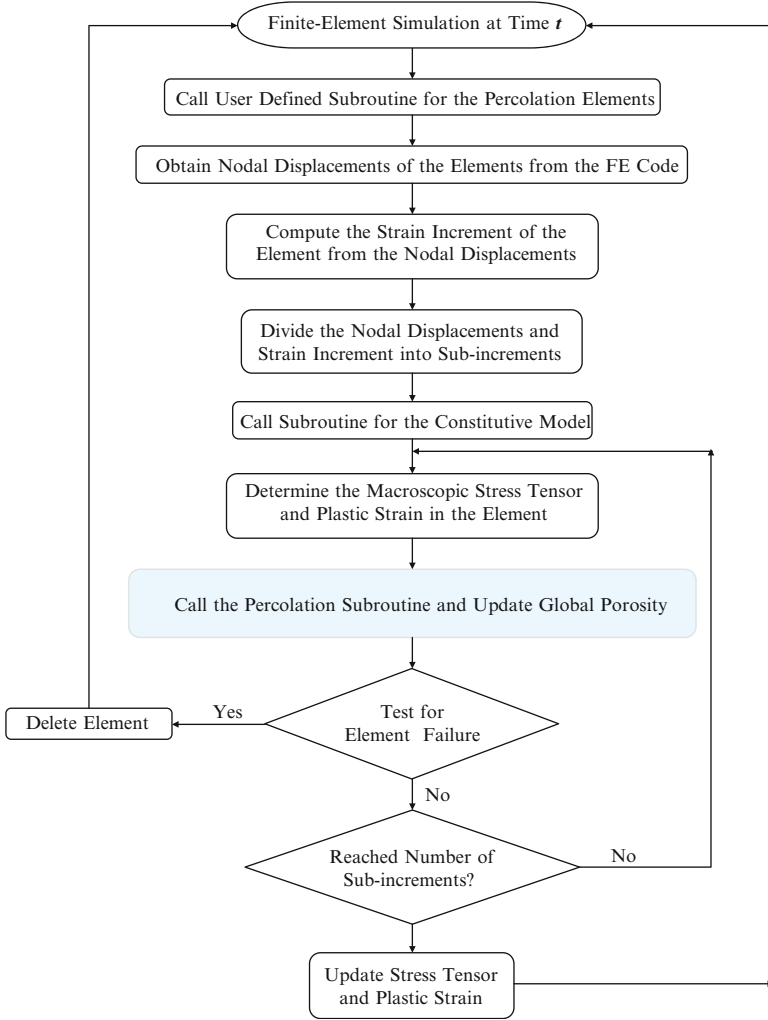 Finite-Element Simulation at Time t
Call User Defined Subroutine for the Percolation Elements
Obtain Nodal Displacements of the Elements from the FE Code
Compute the Strain Increment of the
Element from the Nodal Displacements
Divide the Nodal Displacements and
Strain Increment into Sub-increments
Call Subroutine for the Constitutive Model
Determine the Macroscopic Stress Tensor
and Plastic Strain in the Element
Call the Percolation Subroutine and Update Global Porosity
Test for
Element Failure
Yes
Delete Element
No
Reached Number of
Sub-increments?
No
Update Stress Tensor
and Plastic Strain